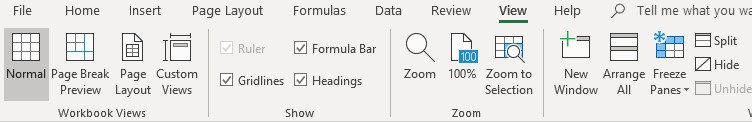 File Home Insert Page Layout Formulas Data Review View Help Tell me what you wa
Normal Page Break Preview Page Layout Custom Views
Workbook Views
Ruler Formula Bar
Gridlines Headings
Show
Zoom 100 100% Zoom to Selection
Zoom
New Window Arrange All Freeze Panes
Split
Hide
Unhide